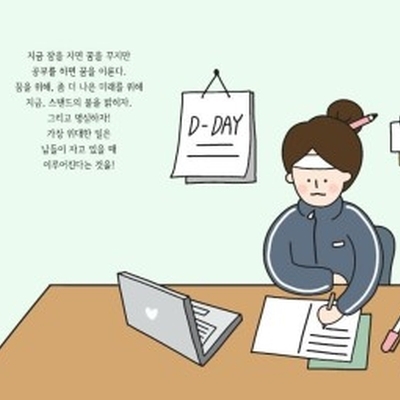 지금 잠을 자면 꿈을 꾸지만
공부를 하면 꿈을 이룬다.
꿈을 위해, 좀 더 나은 미래를 위해
지금, 스탠드의 불을 밝히자.
그리고 명심하자!
가장 위대한 일은
남들이 자고 있을 때
이루어진다는 것을!
D-DAY